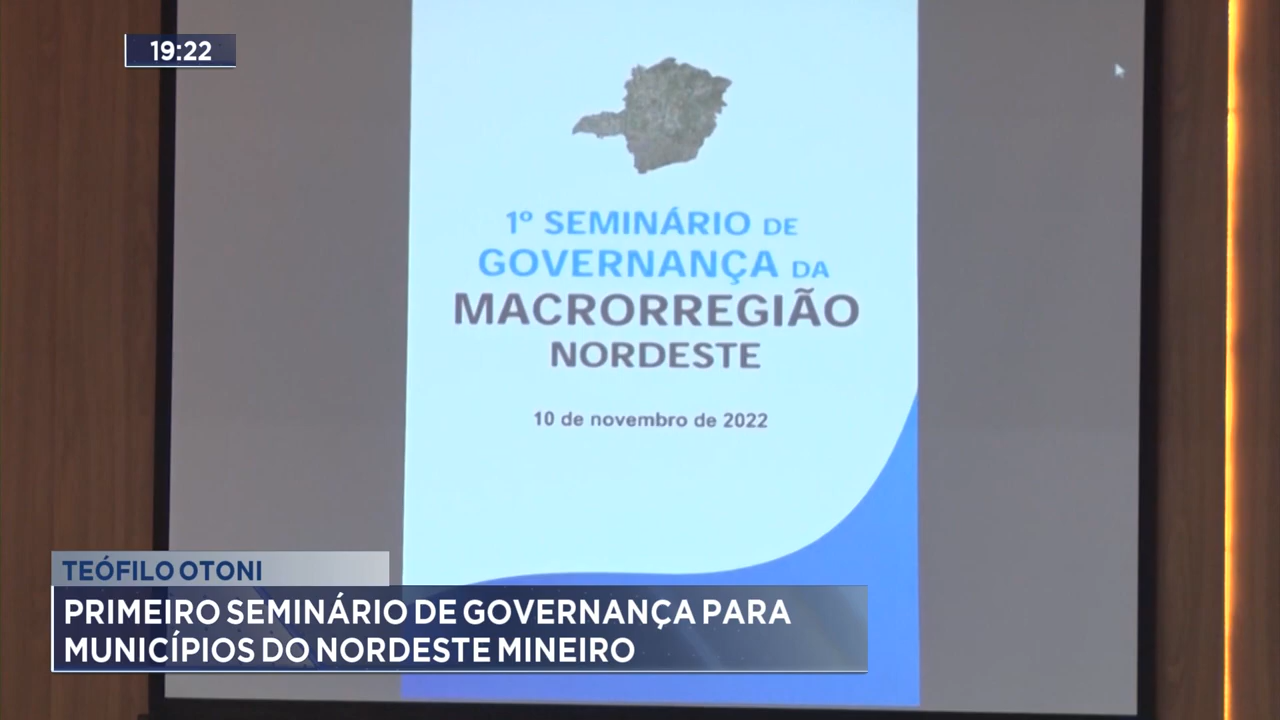 19:22
1º SEMINÁRIO DE
GOVERNANÇA DA
MACRORREGIÃO
NORDESTE
10 de novembro de 2022
TEÓFILO OTONI
PRIMEIRO SEMINÁRIO DE GOVERNANÇA PARA
MUNICÍPIOS DO NORDESTE MINEIRO